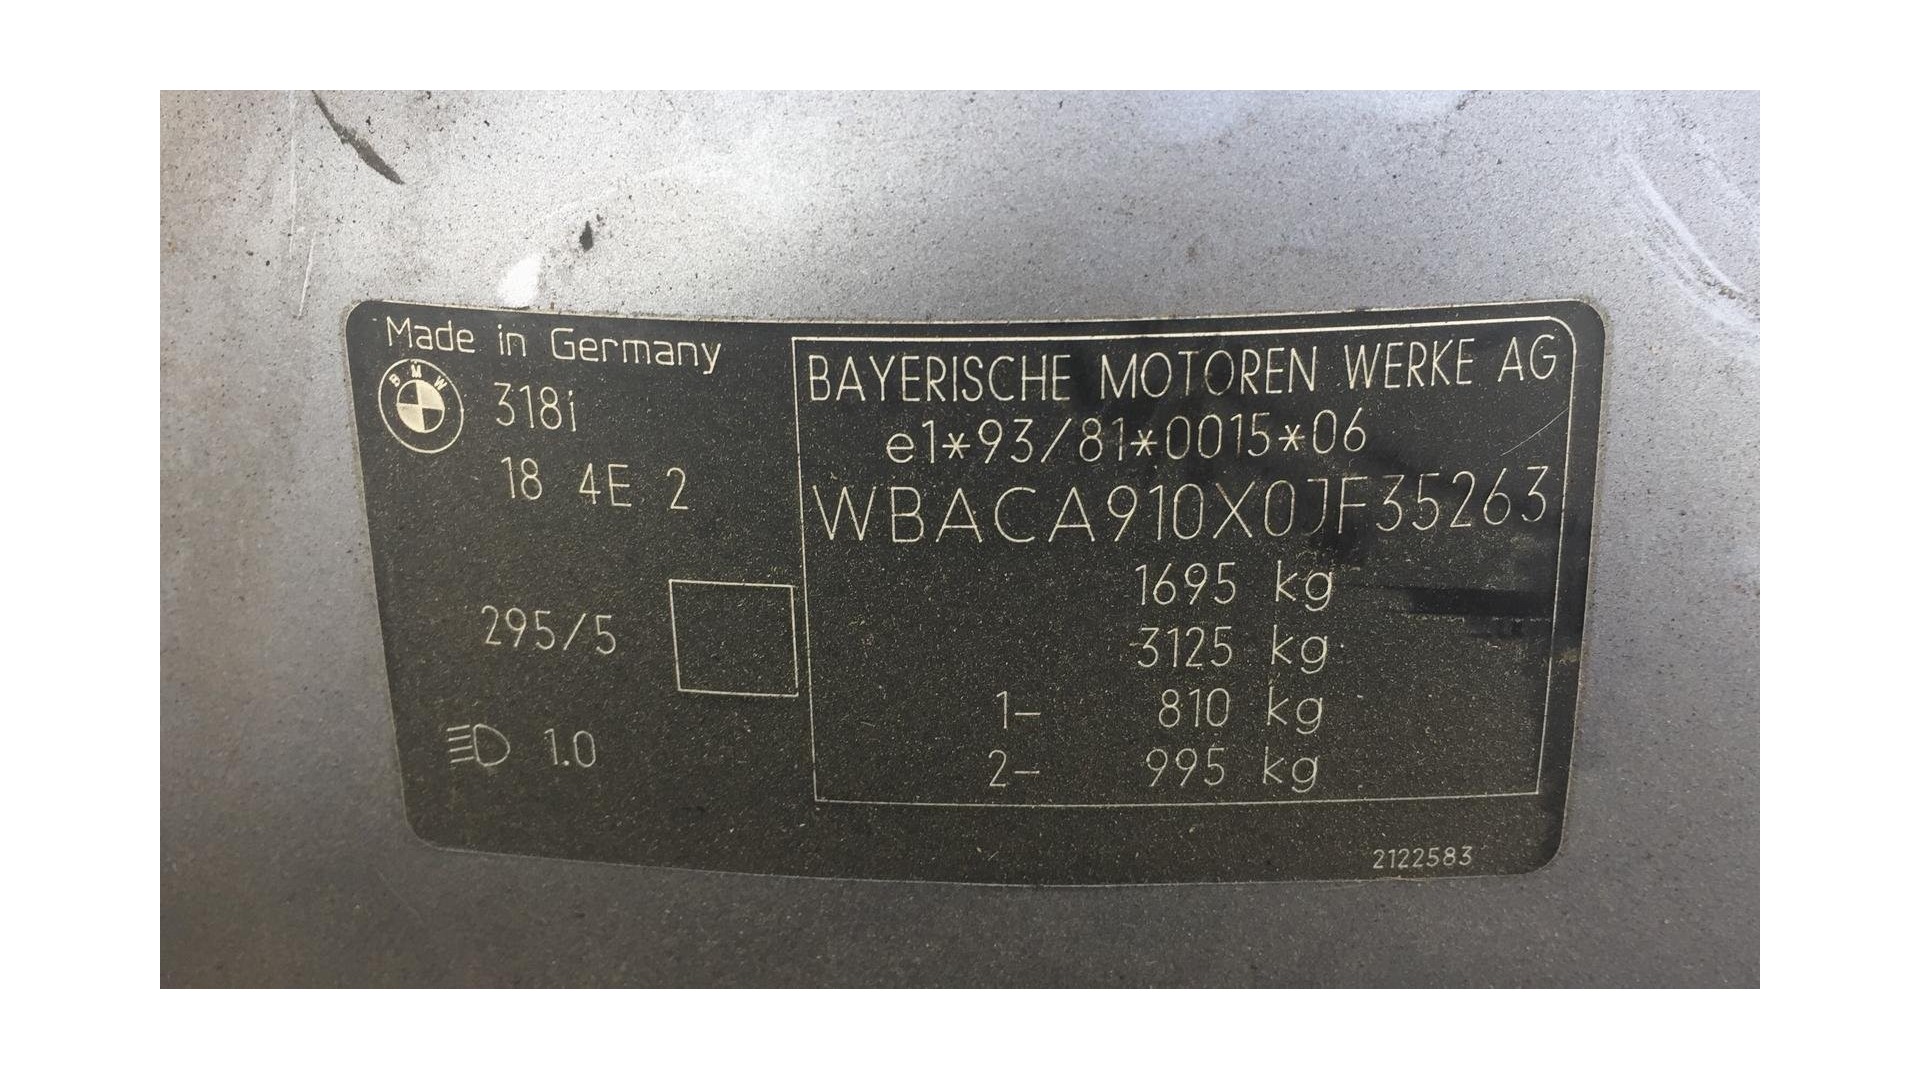 Made in Germany
BMW
318i
18 4E 2
295/5
1.0
BAYERISCHE MOTOREN WERKE AG
e1*93/81*0015*06
WBACA910X0JF35263
1695 kg
3125 kg
1- 810 kg
2- 995 kg
2122583